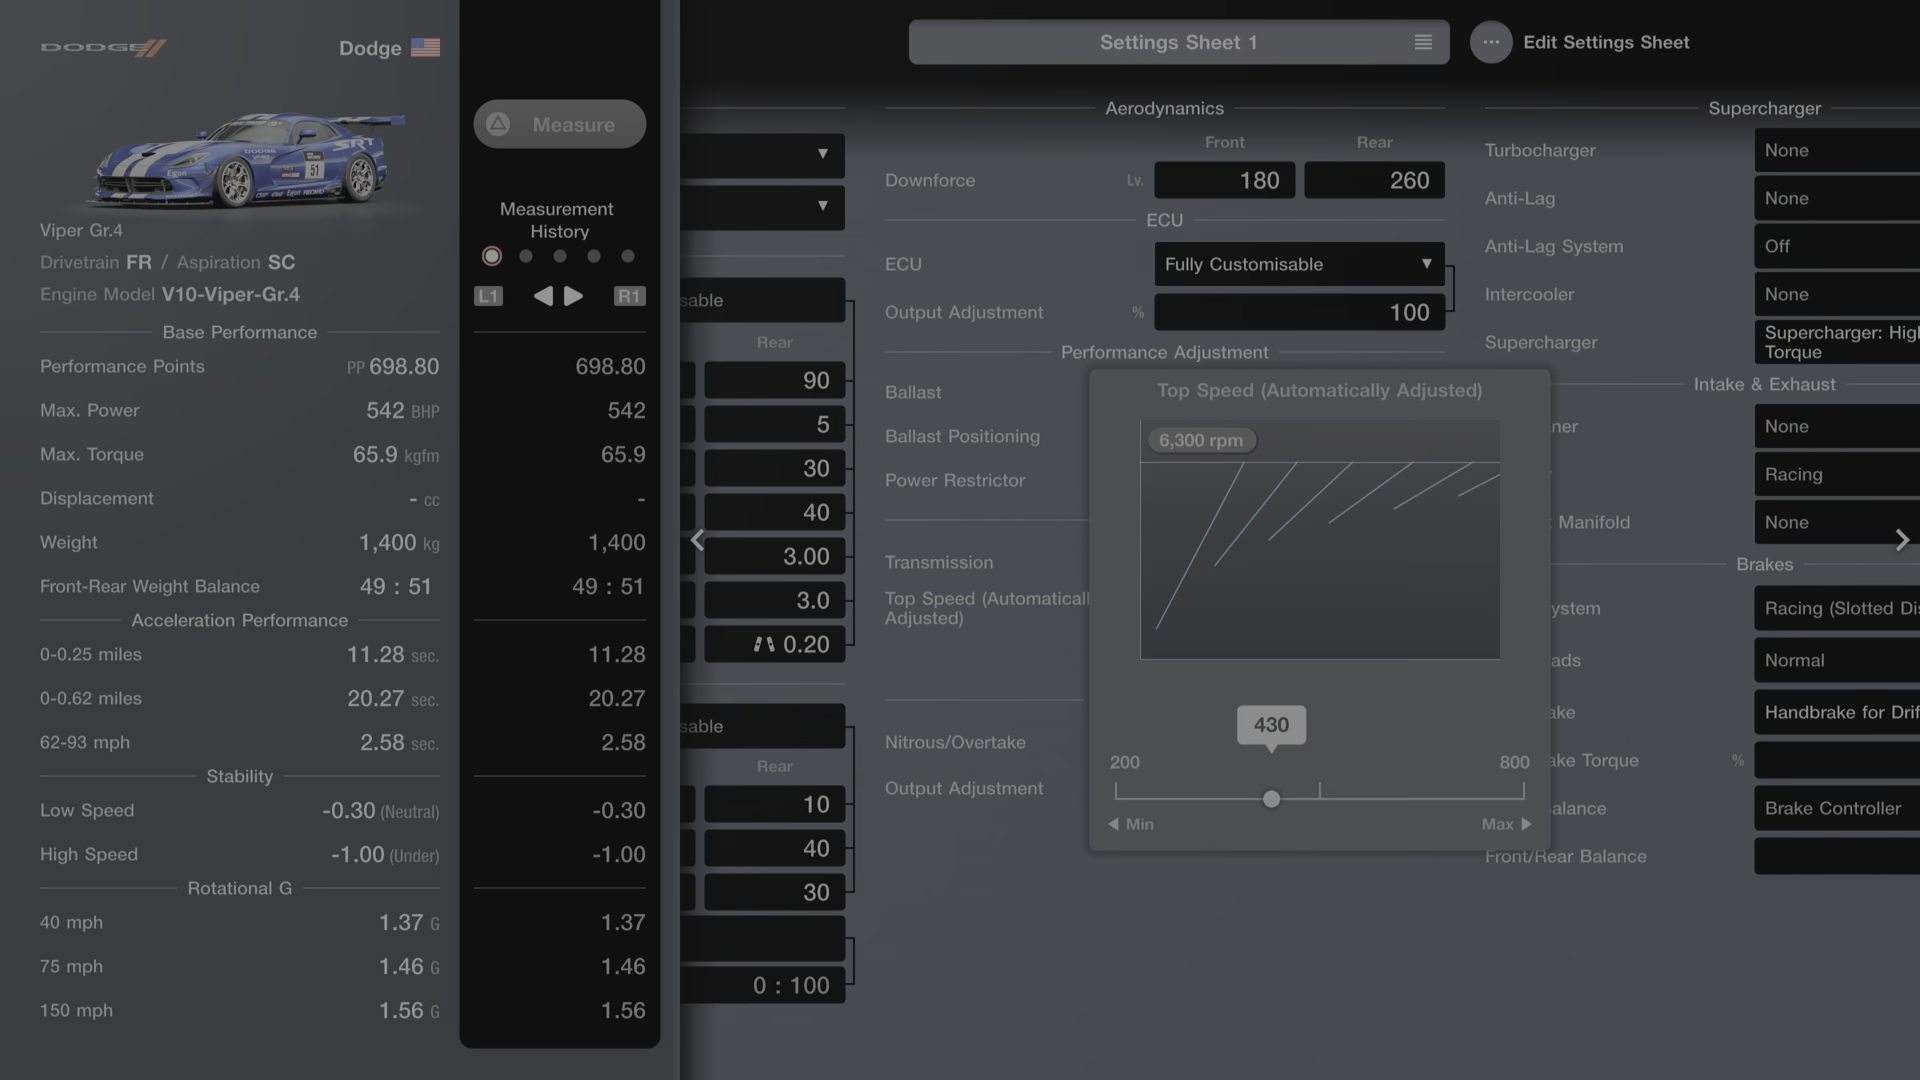 DODGE
Dodge
Viper Gr.4
Drivetrain FR / Aspiration SC
Engine Model V10-Viper-Gr.4
Base Performance
Performance Points PP 698.80
Max. Power 542 BHP
Max. Torque 65.9 kgfm
Displacement - cc
Weight 1,400 kg
Front-Rear Weight Balance 49 : 51
Acceleration Performance
0-0.25 miles 11.28 sec.
0-0.62 miles 20.27 sec.
62-93 mph 2.58 sec.
Stability
Low Speed -0.30 (Neutral)
High Speed -1.00 (Under)
Rotational G
40 mph 1.37 G
75 mph 1.46 G
150 mph 1.56 G
Measure
Measurement
History
L1 R1
698.80
542
65.9
-
1,400
49 : 51
11.28
20.27
2.58
-0.30
-1.00
1.37
1.46
1.56
sable
Rear
90
5
30
40
3.00
3.0
0.20
sable
Rear
10
40
30
0 : 100
Settings Sheet 1
Edit Settings Sheet
Aerodynamics
Front Rear
Downforce Lv. 180 260
ECU
ECU Fully Customisable
Output Adjustment % 100
Performance Adjustment
Ballast
Ballast Positioning
Power Restrictor
Transmission
Top Speed (Automaticall
Adjusted)
Nitrous/Overtake
Output Adjustment
Top Speed (Automatically Adjusted)
6,300 rpm
430
200 800
Min Max
Supercharger
Turbocharger None
Anti-Lag None
Anti-Lag System Off
Intercooler None
Supercharger Supercharger: Hig
Torque
Intake & Exhaust
ner None
Racing
Manifold None
Brakes
ystem Racing (Slotted Dis
ads Normal
ake Handbrake for Drif
ake Torque %
alance Brake Controller
Front/Rear Balance
SRT
51